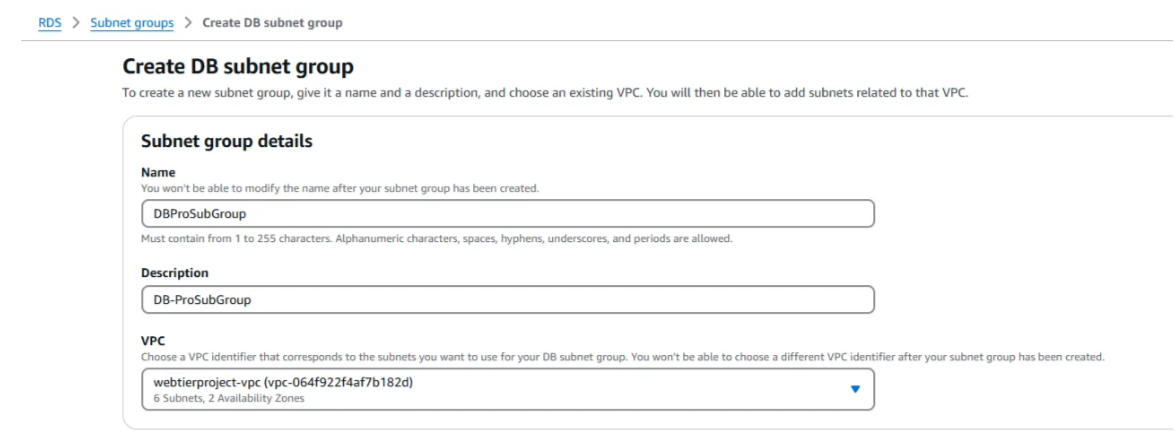 RDS > Subnet groups > Create DB subnet group
Create DB subnet group
To create a new subnet group, give it a name and a description, and choose an existing VPC. You will then be able to add subnets related to that VPC.
Subnet group details
Name
You won't be able to modify the name after your subnet group has been created.
DBProSubGroup
Must contain from 1 to 255 characters. Alphanumeric characters, spaces, hyphens, underscores, and periods are allowed.
Description
DB-ProSubGroup
VPC
Choose a VPC identifier that corresponds to the subnets you want to use for your DB subnet group. You won't be able to choose a different VPC identifier after your subnet group has been created.
webtierproject-vpc (vpc-064f922f4af7b182d)
6 Subnets, 2 Availability Zones